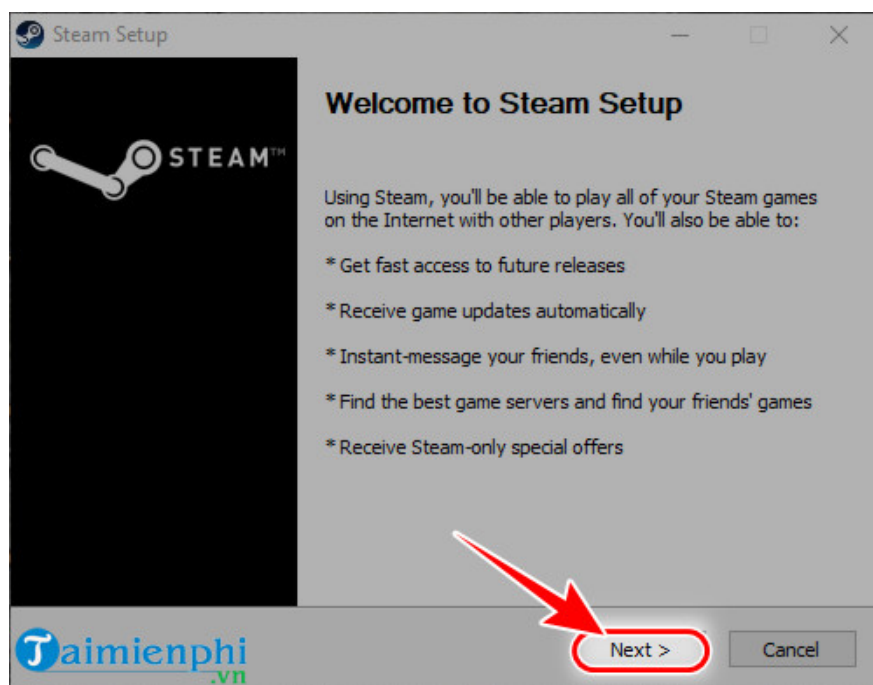 Steam Setup
STEAM™
Welcome to Steam Setup
Using Steam, you'll be able to play all of your Steam games
on the Internet with other players. You'll also be able to:
* Get fast access to future releases
* Receive game updates automatically
* Instant-message your friends, even while you play
* Find the best game servers and find your friends' games
* Receive Steam-only special offers
Taimienphi
.vn
Next >
Cancel